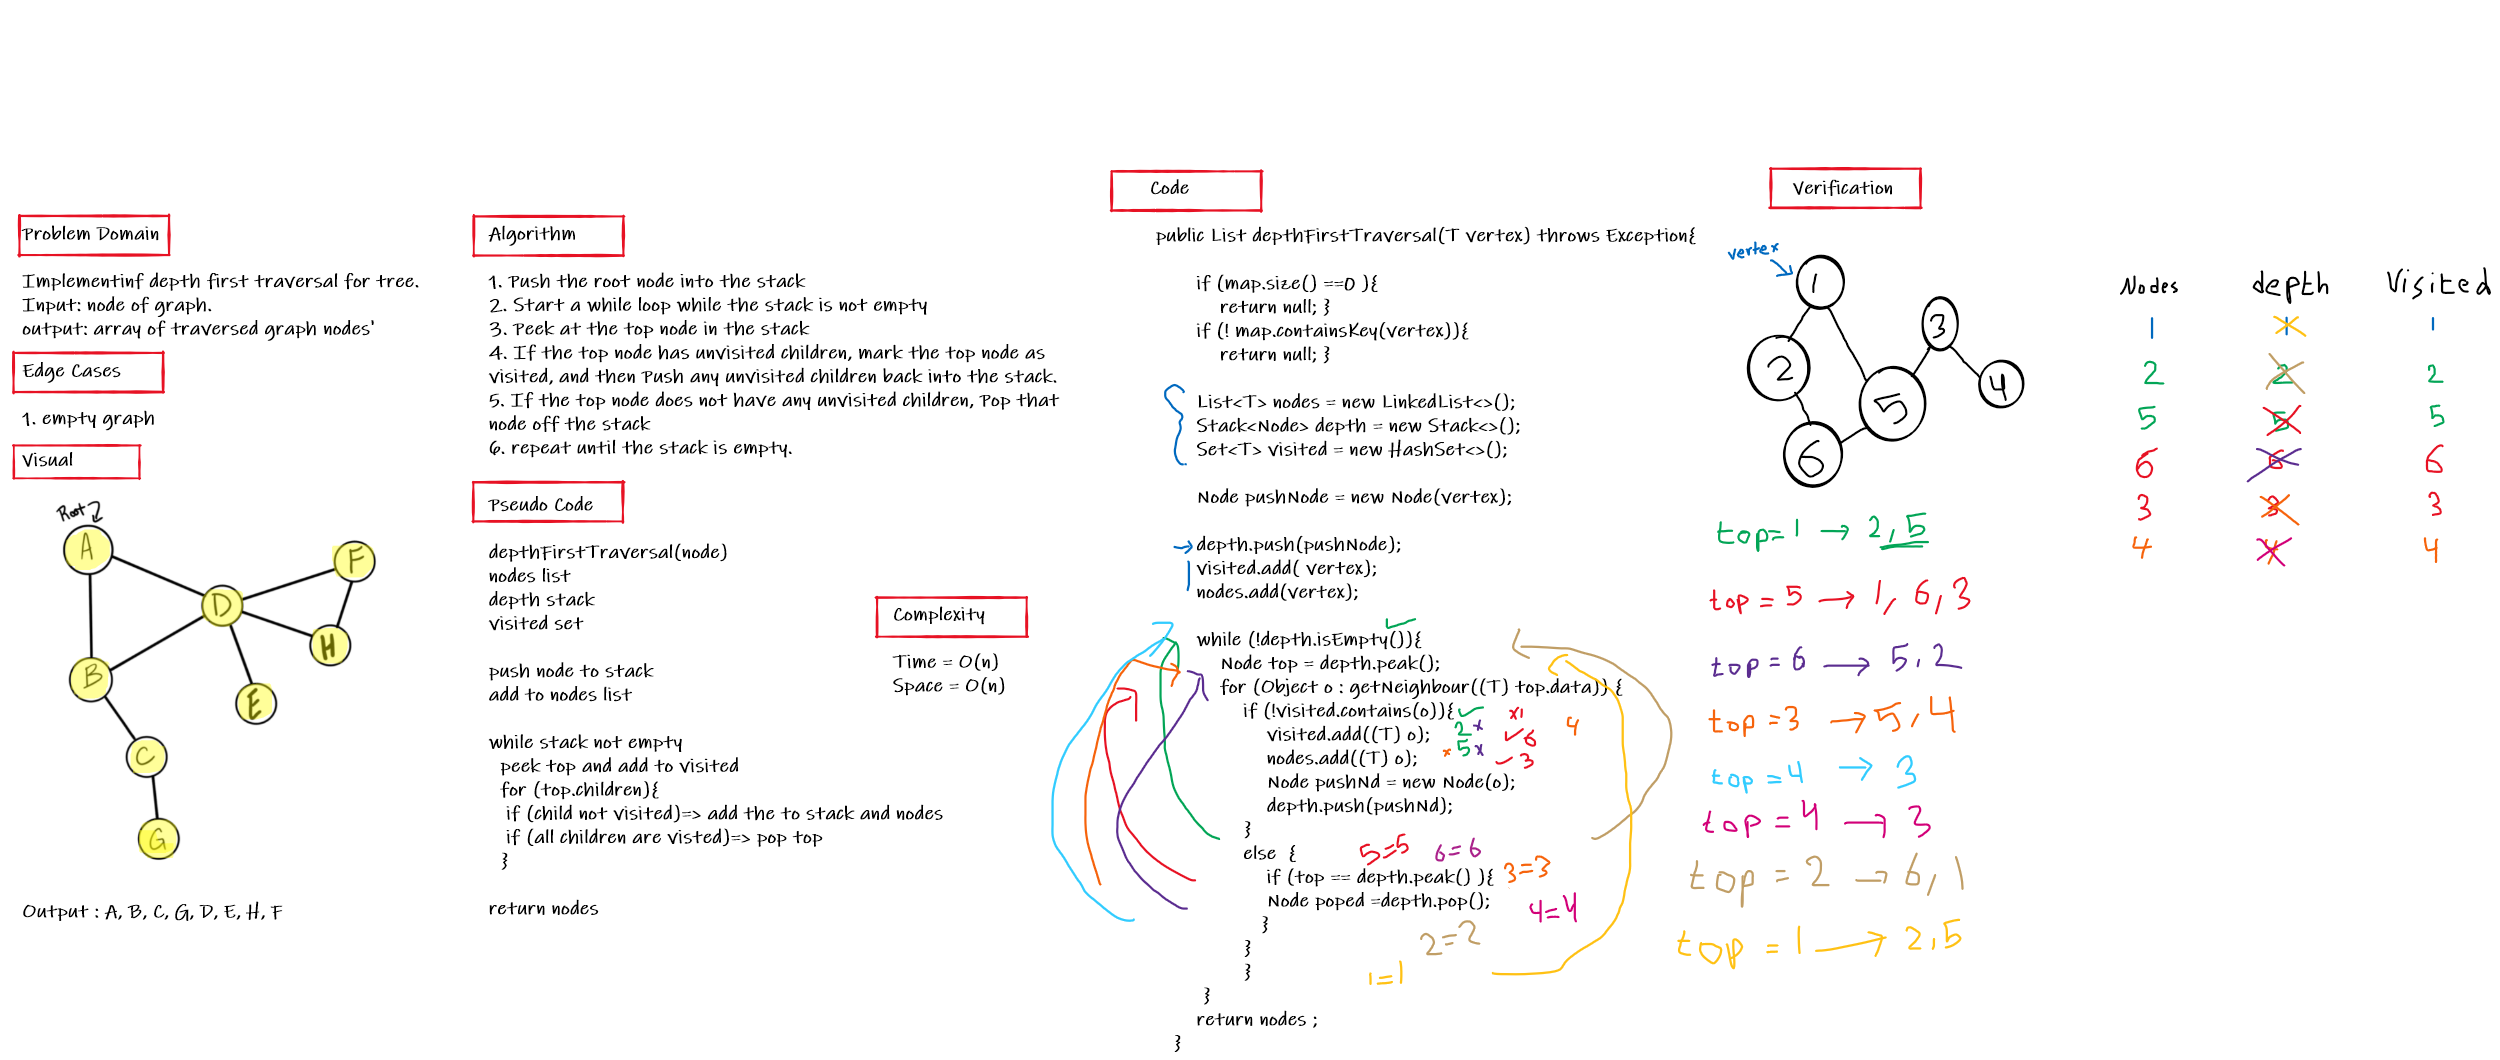 Problem Domain
Implementinf depth first traversal for tree.
Input: node of graph.
output: array of traversed graph nodes'
Edge Cases
1. empty graph
Visual
Root
A
F
D
H
B
E
C
G
Output : A, B, C, G, D, E, H, F
Algorithm
1. Push the root node into the stack
2. Start a while loop while the stack is not empty
3. Peek at the top node in the stack
4. If the top node has unvisited children, mark the top node as
visited, and then Push any unvisited children back into the stack.
5. If the top node does not have any unvisited children, Pop that
node off the stack
6. repeat until the stack is empty.
Pseudo Code
depthFirstTraversal(node)
nodes list
depth stack
visited set
push node to stack
add to nodes list
while stack not empty
peek top and add to visited
for (top.children){
if (child not visited)=> add the to stack and nodes
if (all children are visted)=> pop top
}
return nodes
Complexity
Time = O(n)
Space = O(n)
Code
public List depthFirstTraversal(T vertex) throws Exception{
if (map.size() ==0 ){
return null; }
if (! map.containsKey(vertex)){
return null; }
List<T> nodes = new LinkedList<>();
Stack<Node> depth = new Stack<>();
Set<T> visited = new HashSet<>();
Node pushNode = new Node(vertex);
depth.push(pushNode);
visited.add( vertex);
nodes.add(vertex);
while (!depth.isEmpty()){
Node top = depth.peak();
for (Object o : getNeighbour((T) top.data)) {
if (!visited.contains(o)){ ✓ x1
visited.add((T) o); 2 x ✓ 6 4
nodes.add((T) o); x 5 x ✓ 3
Node pushNd = new Node(o);
depth.push(pushNd);
}
else { 5=5 6=6
if (top == depth.peak() ){ 3=3
Node poped =depth.pop(); 4=4
}
} 2=2
} 1=1
}
return nodes ;
}
Verification
vertex
1
3
2
4
5
6
top=1 → 2,5
top = 5 → 1, 6, 3
top = 6 → 5, 2
top =3 → 5, 4
top =4 → 3
top = 4 → 3
top = 2 → 6, 1
top = 1 → 2,5
Nodes depth Visited
1 1 1
2 2 2
5 5 5
6 6 6
3 3 3
4 4 4